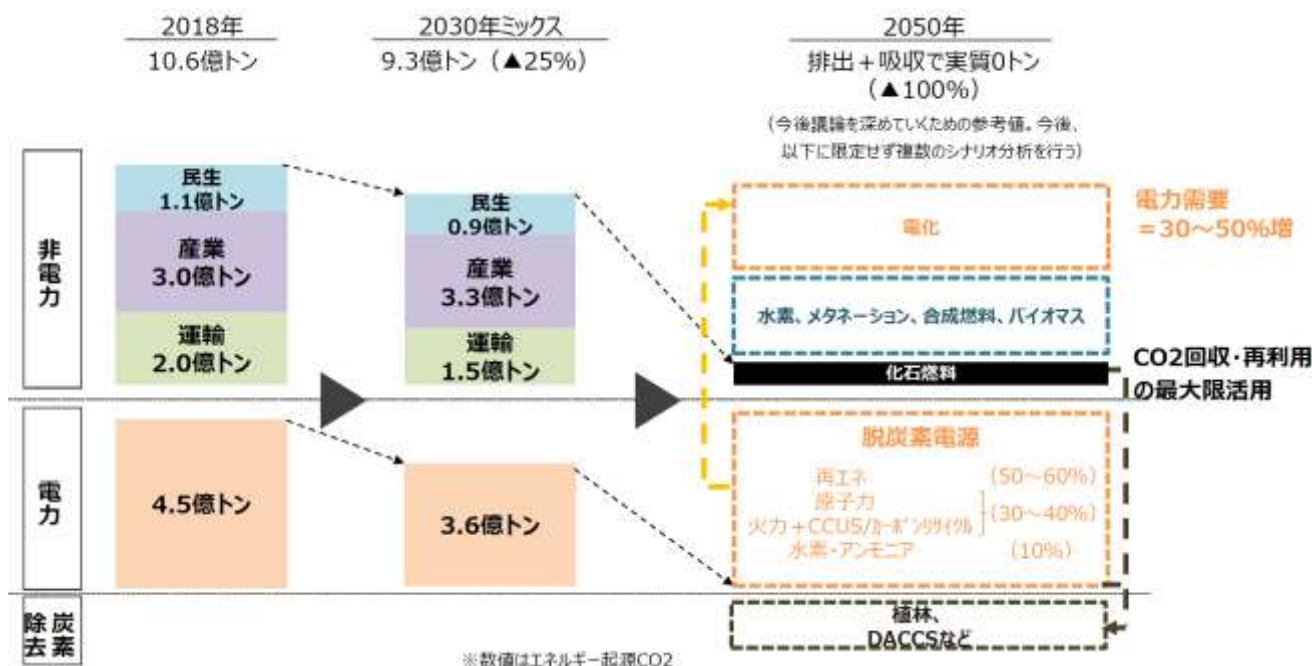 2018年
10.6億トン
2030年ミックス
9.3億トン（▲25%）
2050年
排出＋吸収で実質0トン
（▲100%）
（今後議論を深めていくための参考値。今後、
以下に限定せず複数のシナリオ分析を行う）
非電力
民生
1.1億トン
産業
3.0億トン
運輸
2.0億トン
民生
0.9億トン
産業
3.3億トン
運輸
1.5億トン
電化
電力需要
＝30～50%増
水素、メタネーション、合成燃料、バイオマス
化石燃料
CO2回収・再利用
の最大限活用
電力
4.5億トン
3.6億トン
脱炭素電源
再エネ （50～60%）
原子力
火力＋CCUS/カーボンリサイクル （30～40%）
水素・アンモニア （10%）
炭素除去
植林、
DACCSなど
※数値はエネルギー起源CO2